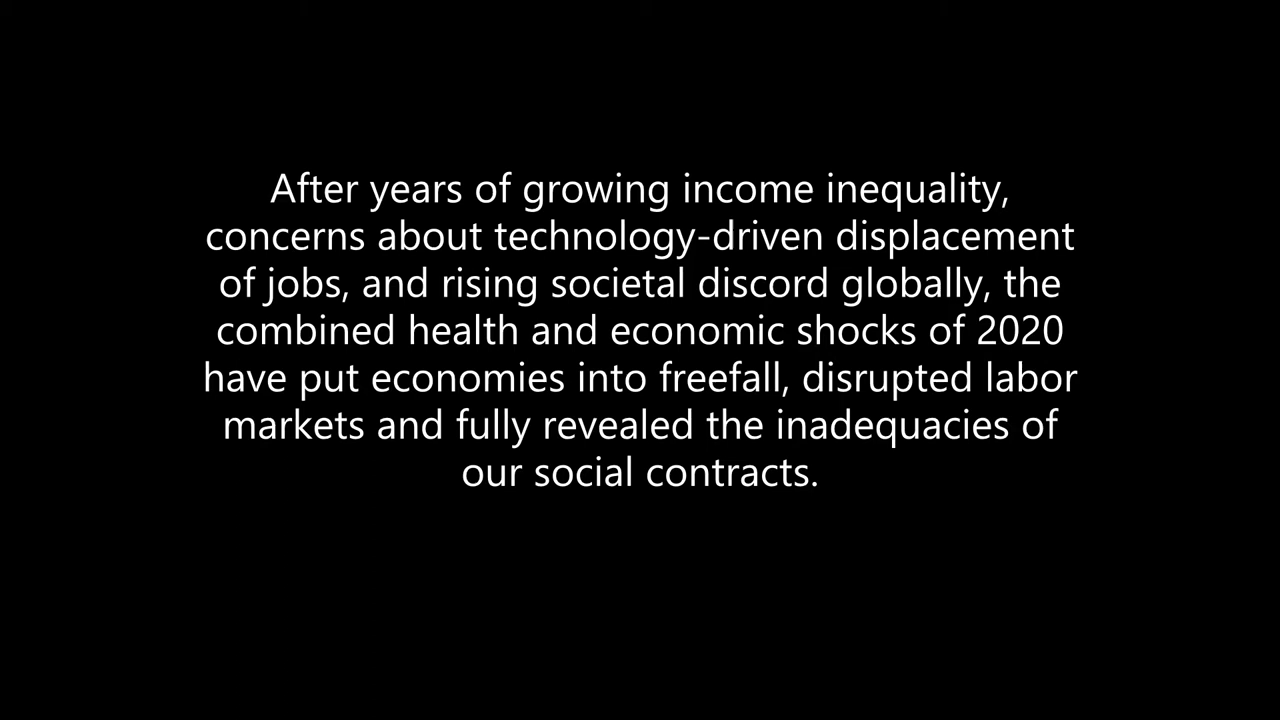 After years of growing income inequality,
concerns about technology-driven displacement
of jobs, and rising societal discord globally, the
combined health and economic shocks of 2020
have put economies into freefall, disrupted labor
markets and fully revealed the inadequacies of
our social contracts.